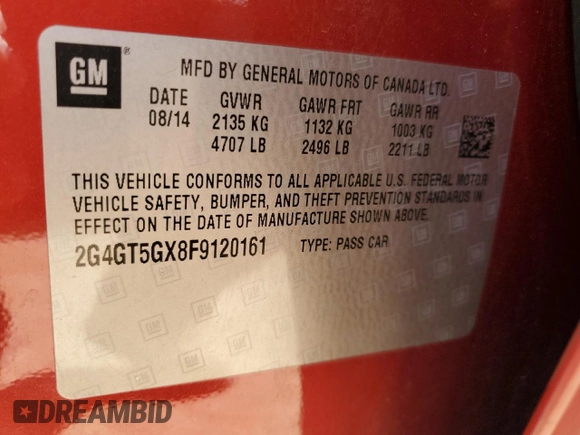 GM ®
MFD BY GENERAL MOTORS OF CANADA LTD.
DATE GVWR GAWR FRT GAWR RR
08/14 2135 KG 1132 KG 1003 KG
4707 LB 2496 LB 2211 LB
THIS VEHICLE CONFORMS TO ALL APPLICABLE U.S. FEDERAL MOTOR
VEHICLE SAFETY, BUMPER, AND THEFT PREVENTION STANDARDS IN
EFFECT ON THE DATE OF MANUFACTURE SHOWN ABOVE.
2G4GT5GX8F9120161 TYPE: PASS CAR
DREAMBID